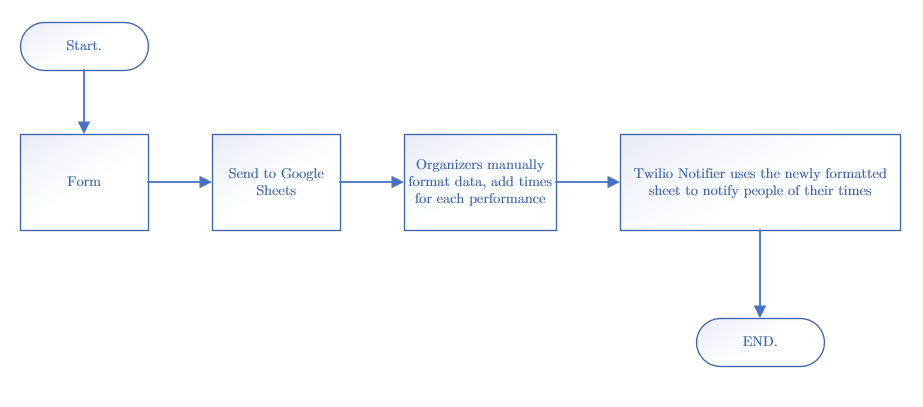 Start.
Form
Send to Google
Sheets
Organizers manually
format data, add times
for each performance
Twilio Notifier uses the newly formatted
sheet to notify people of their times
END.